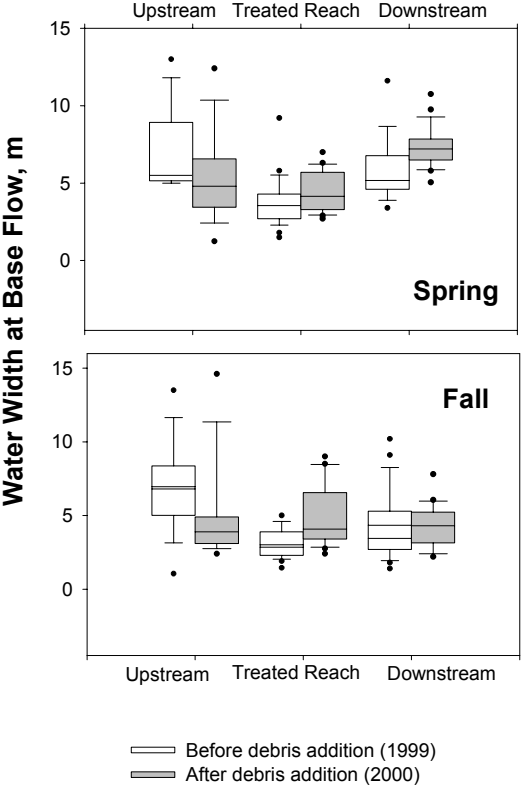 Upstream Treated Reach Downstream
15
10
5
0
Spring
Water Width at Base Flow, m
15
10
5
0
Fall
Upstream Treated Reach Downstream
Before debris addition (1999)
After debris addition (2000)